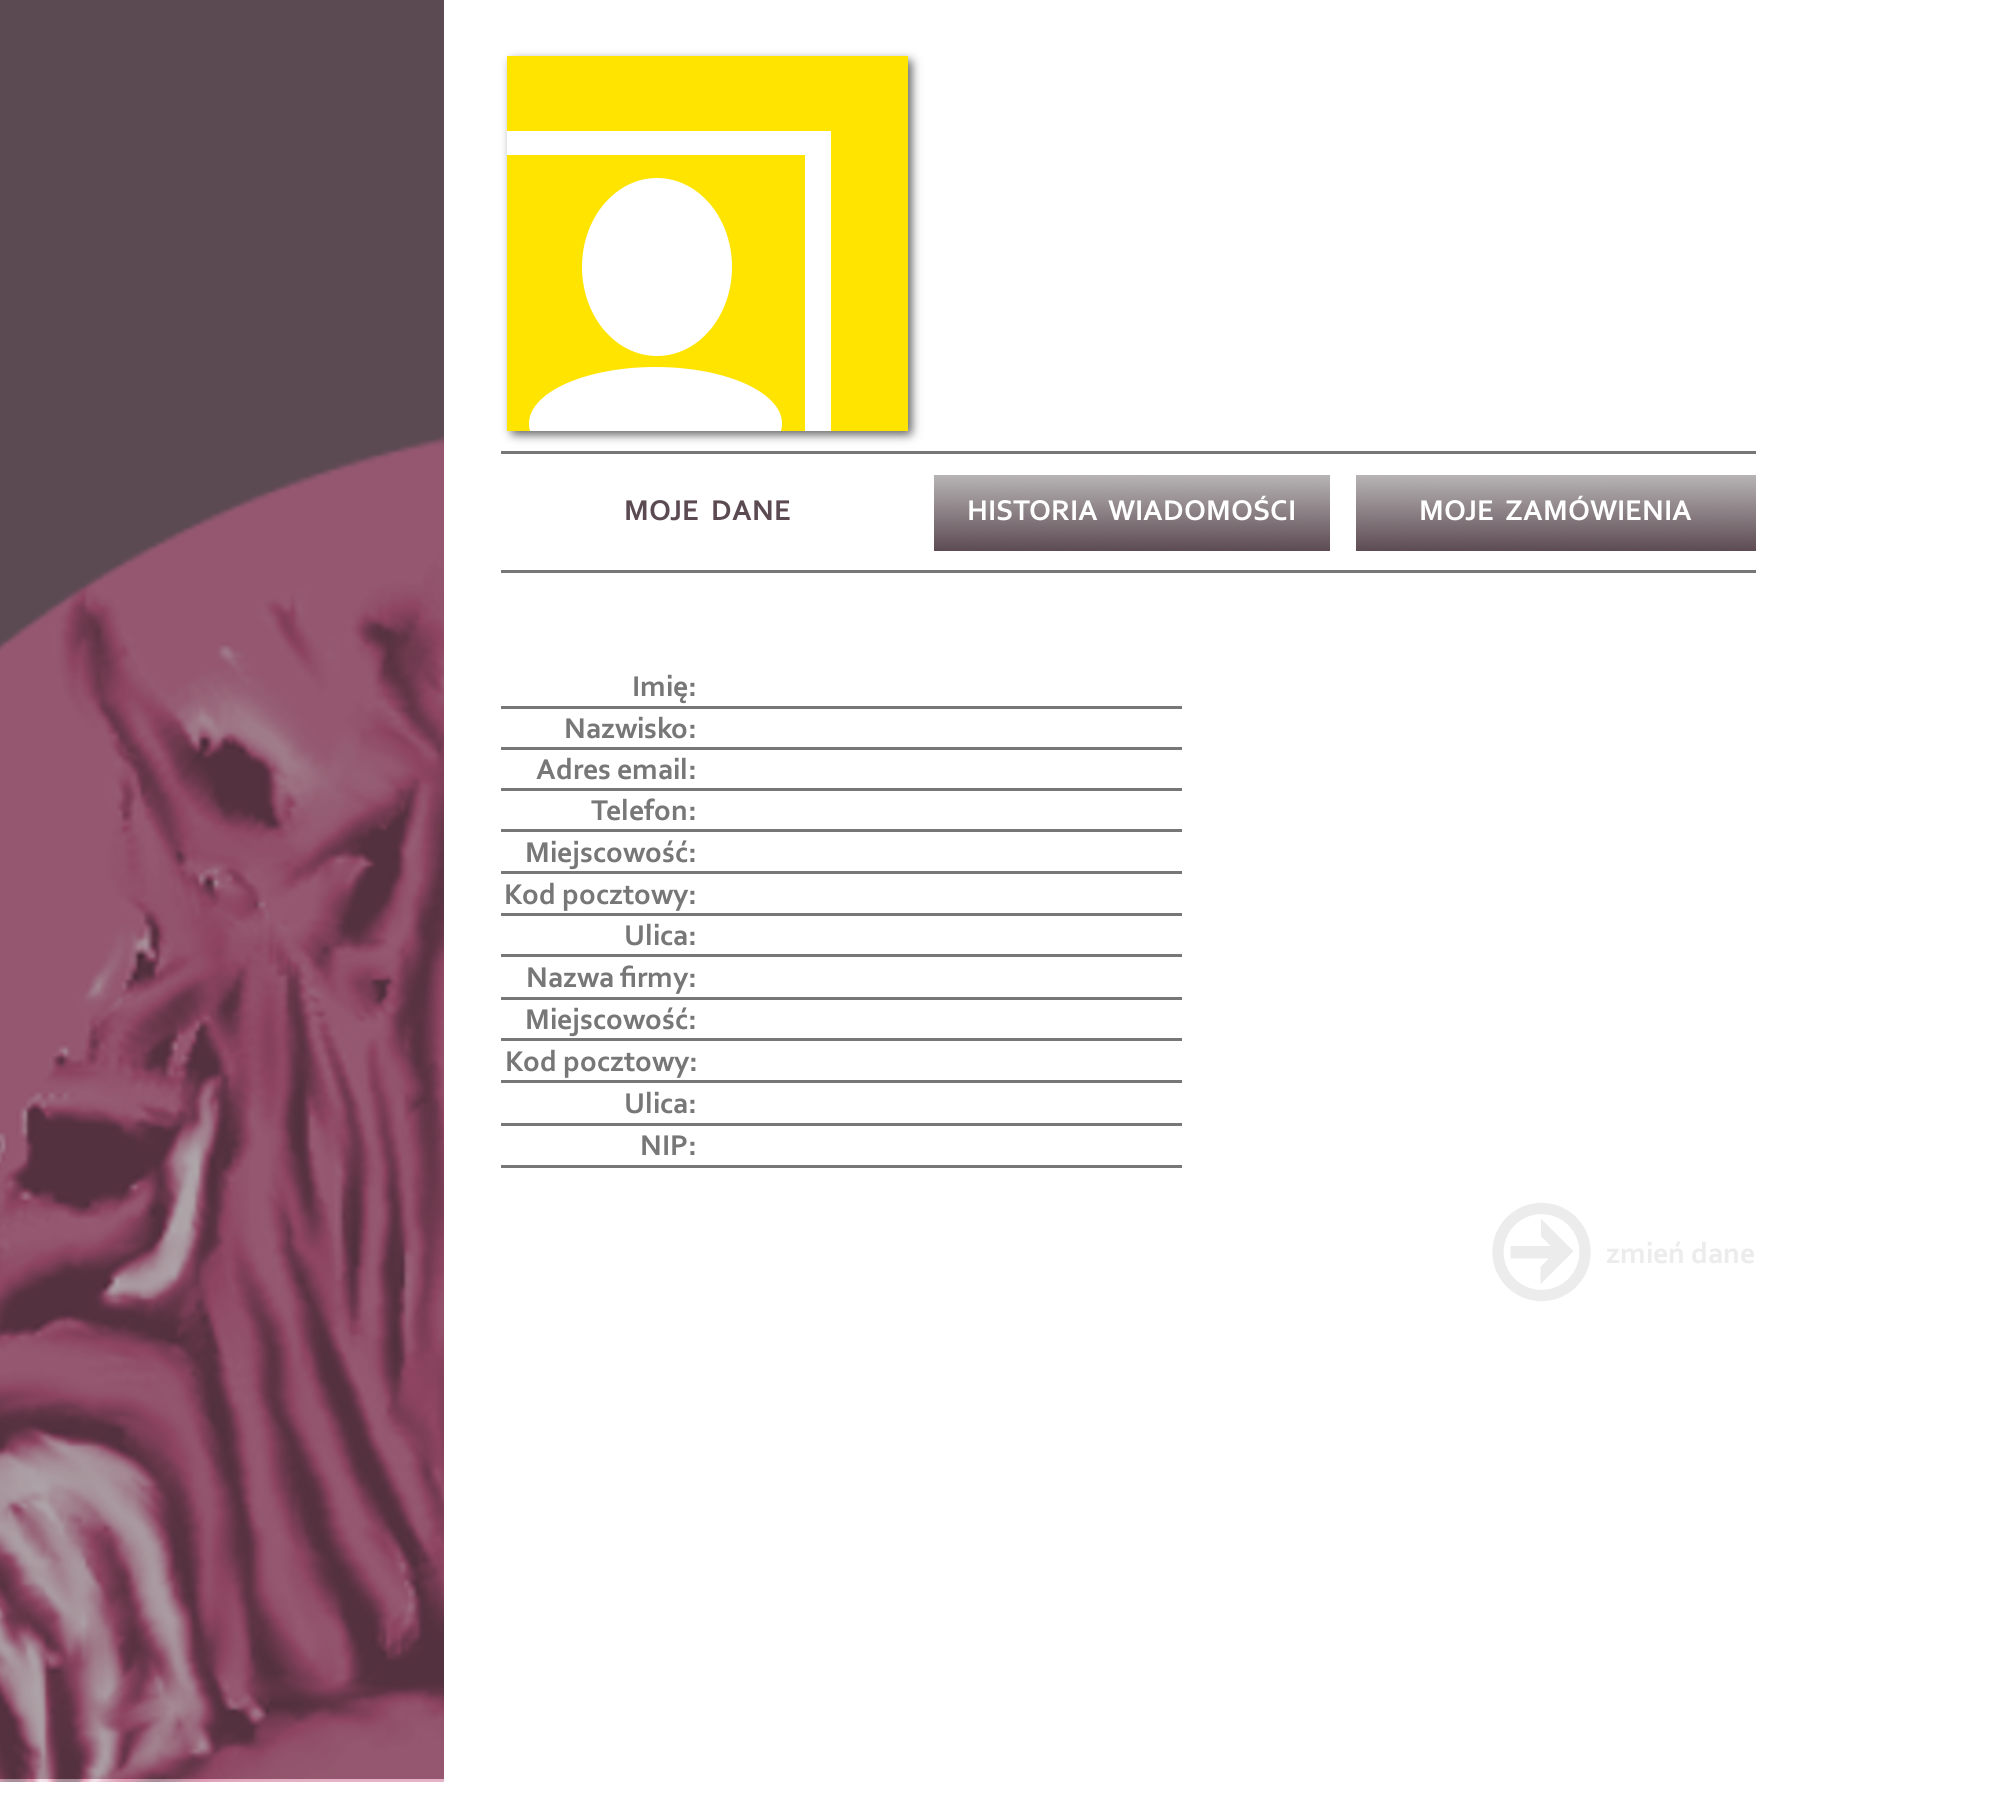 MOJE DANE
HISTORIA WIADOMOŚCI
MOJE ZAMÓWIENIA
Imię:
Nazwisko:
Adres email:
Telefon:
Miejscowość:
Kod pocztowy:
Ulica:
Nazwa firmy:
Miejscowość:
Kod pocztowy:
Ulica:
NIP:
zmień dane